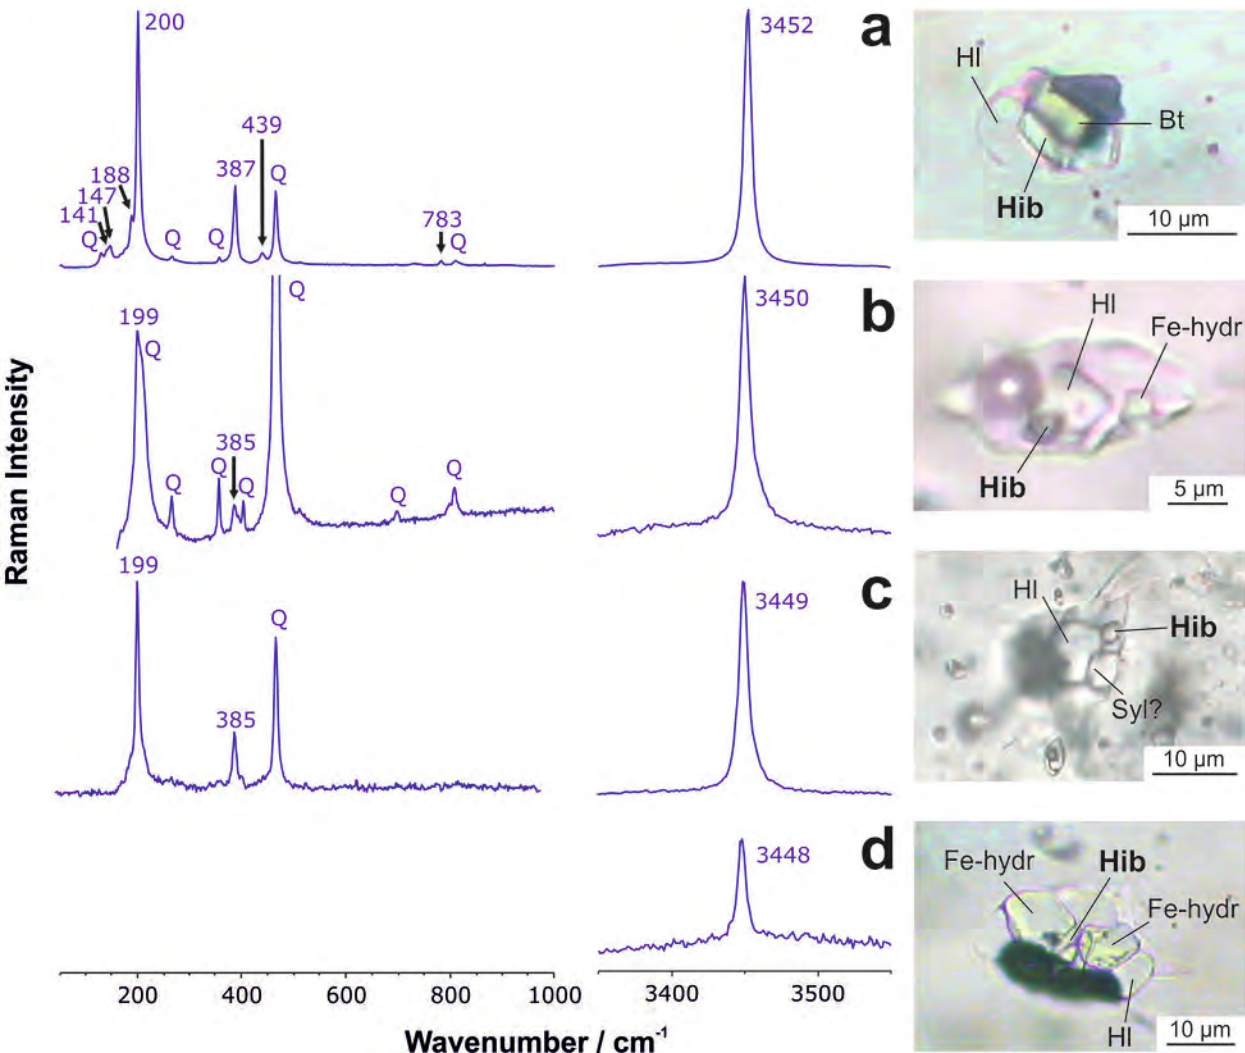 200
3452
a
439
188
387
147
141
Q
Q
Q
Q
783
Q
Hl
Bt
Hib
10 µm
199
Q
Q
3450
b
385
Q
Q
Q
Q
Q
Hl
Fe-hydr
Hib
5 µm
199
Q
385
3449
c
Hl
Hib
Syl?
10 µm
3448
d
Fe-hydr
Hib
Fe-hydr
Hl
10 µm
Raman Intensity
200
400
600
800
1000
3400
3500
Wavenumber / cm⁻¹